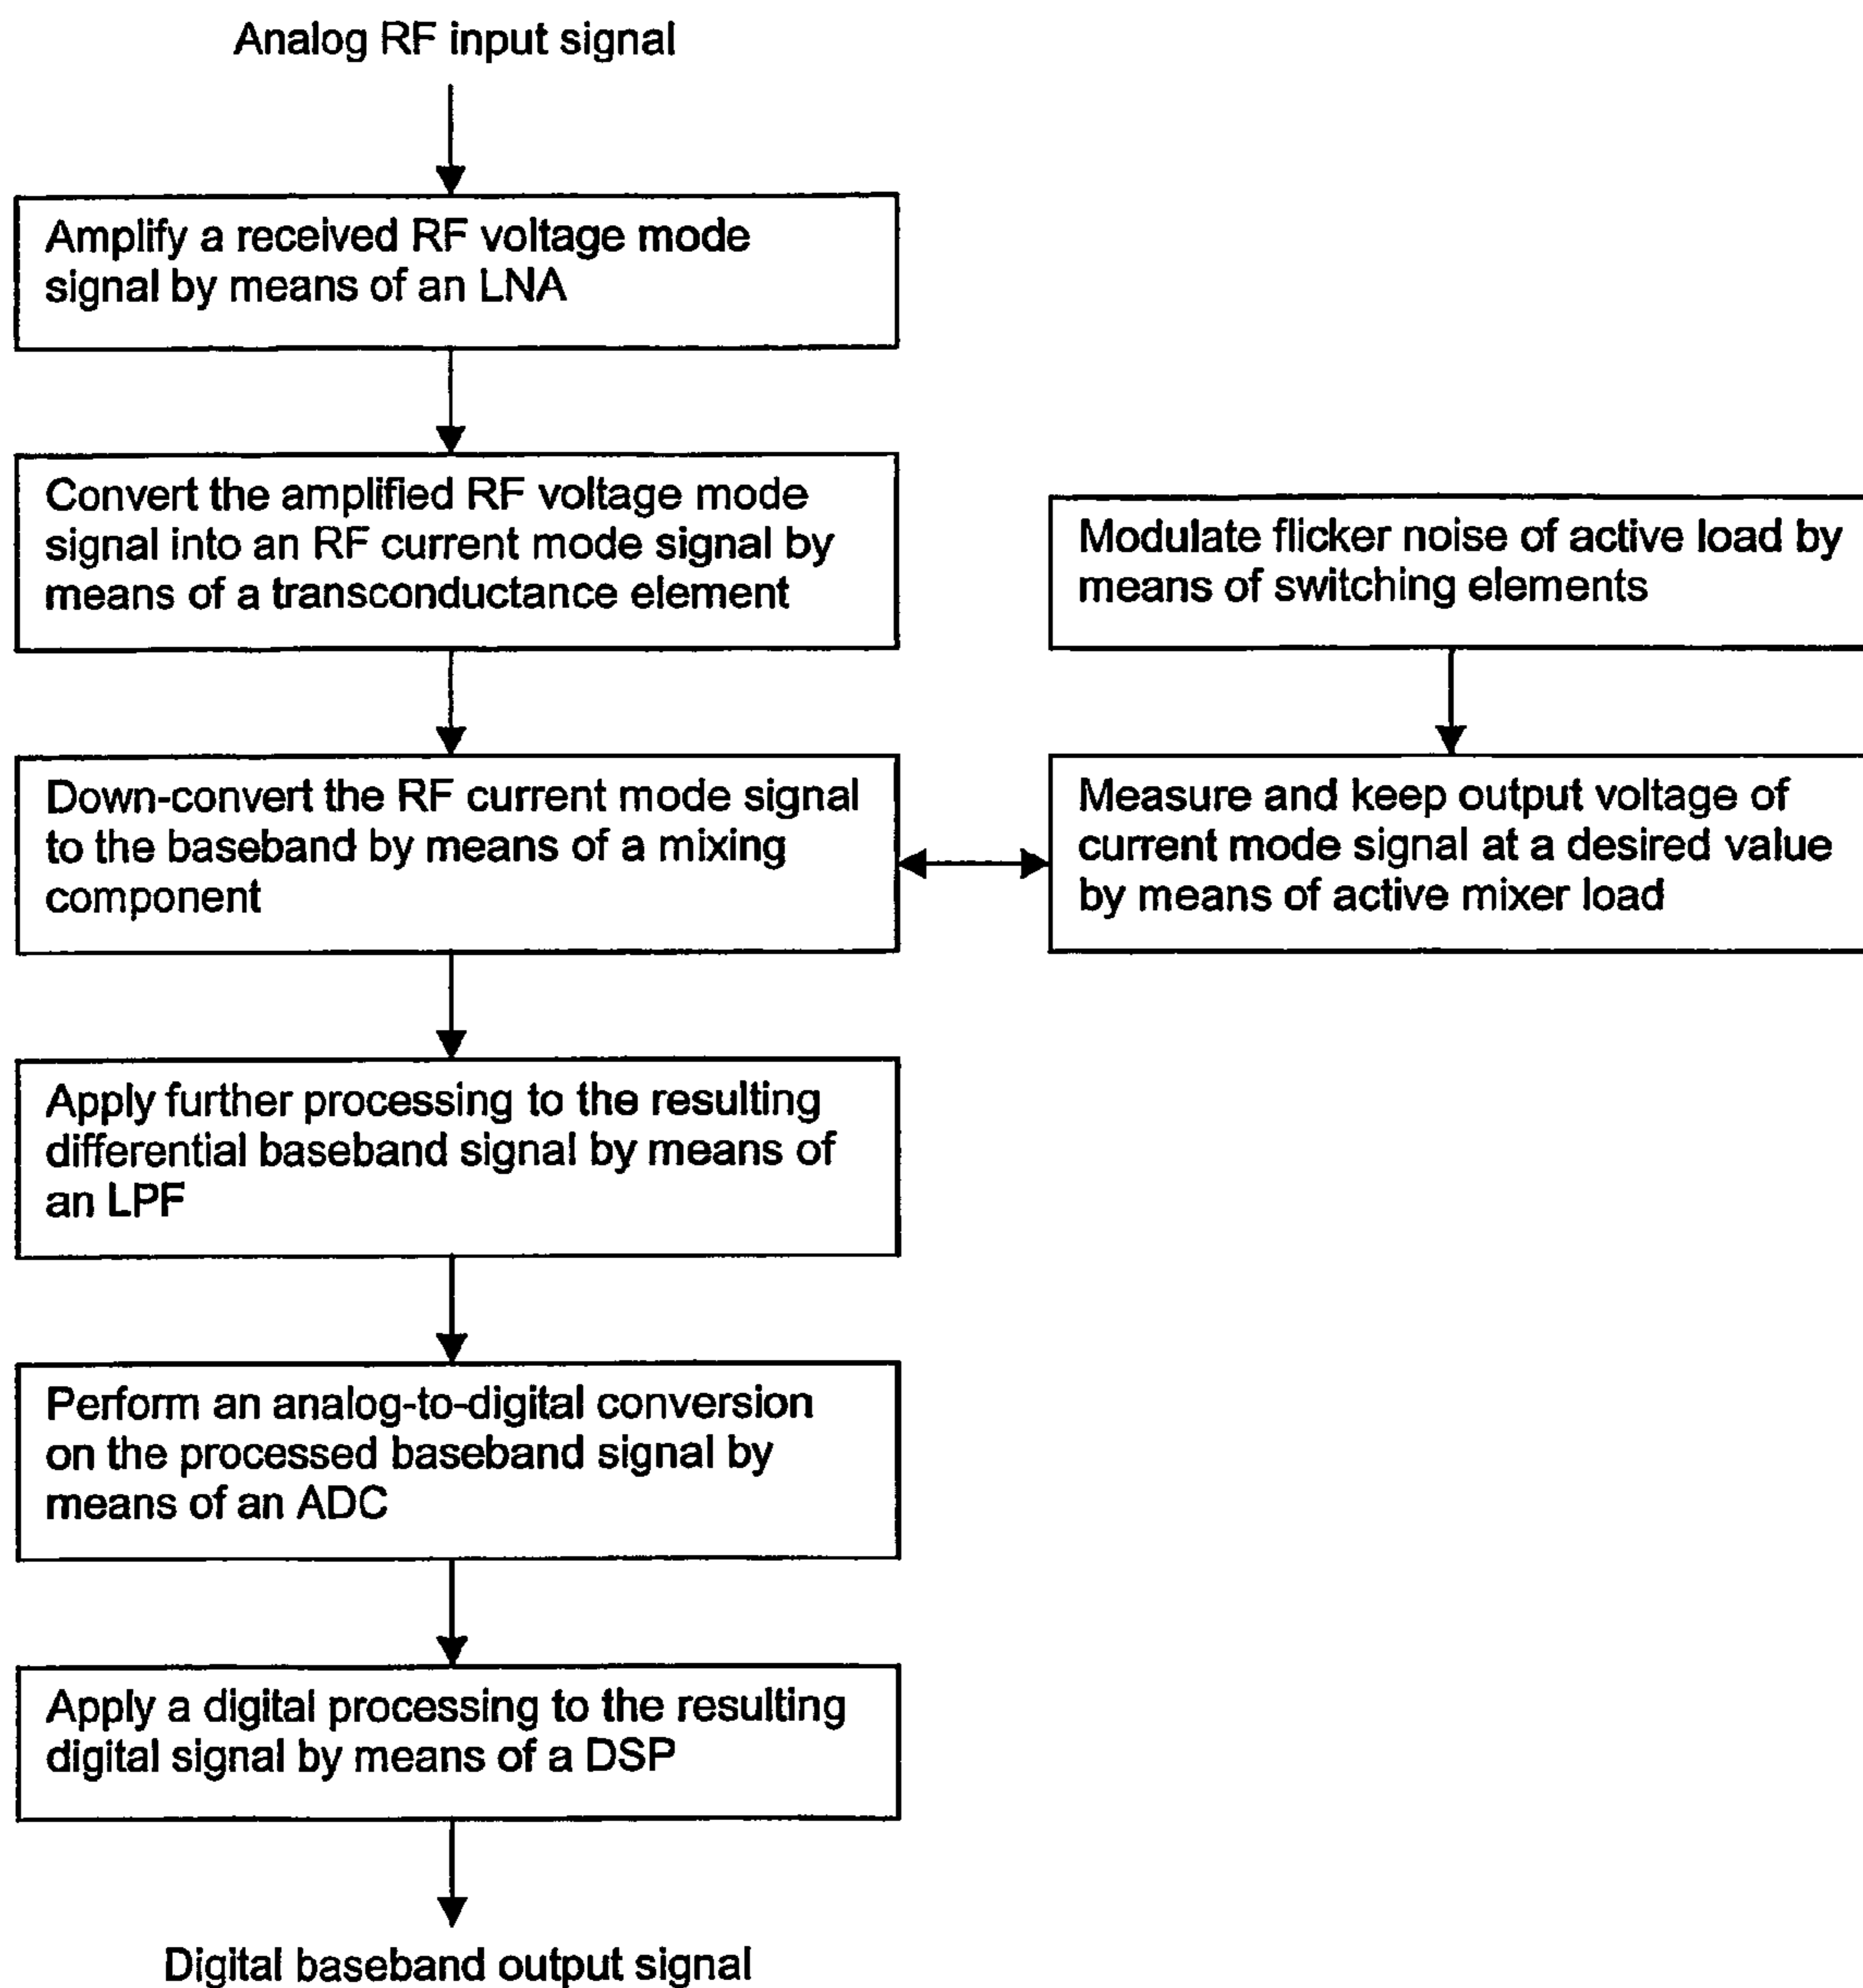 Analog RF input signal
Amplify a received RF voltage mode
signal by means of an LNA
Convert the amplified RF voltage mode
signal into an RF current mode signal by
means of a transconductance element
Modulate flicker noise of active load by
means of switching elements
Down-convert the RF current mode signal
to the baseband by means of a mixing
component
Measure and keep output voltage of
current mode signal at a desired value
by means of active mixer load
Apply further processing to the resulting
differential baseband signal by means of
an LPF
Perform an analog-to-digital conversion
on the processed baseband signal by
means of an ADC
Apply a digital processing to the resulting
digital signal by means of a DSP
Digital baseband output signal